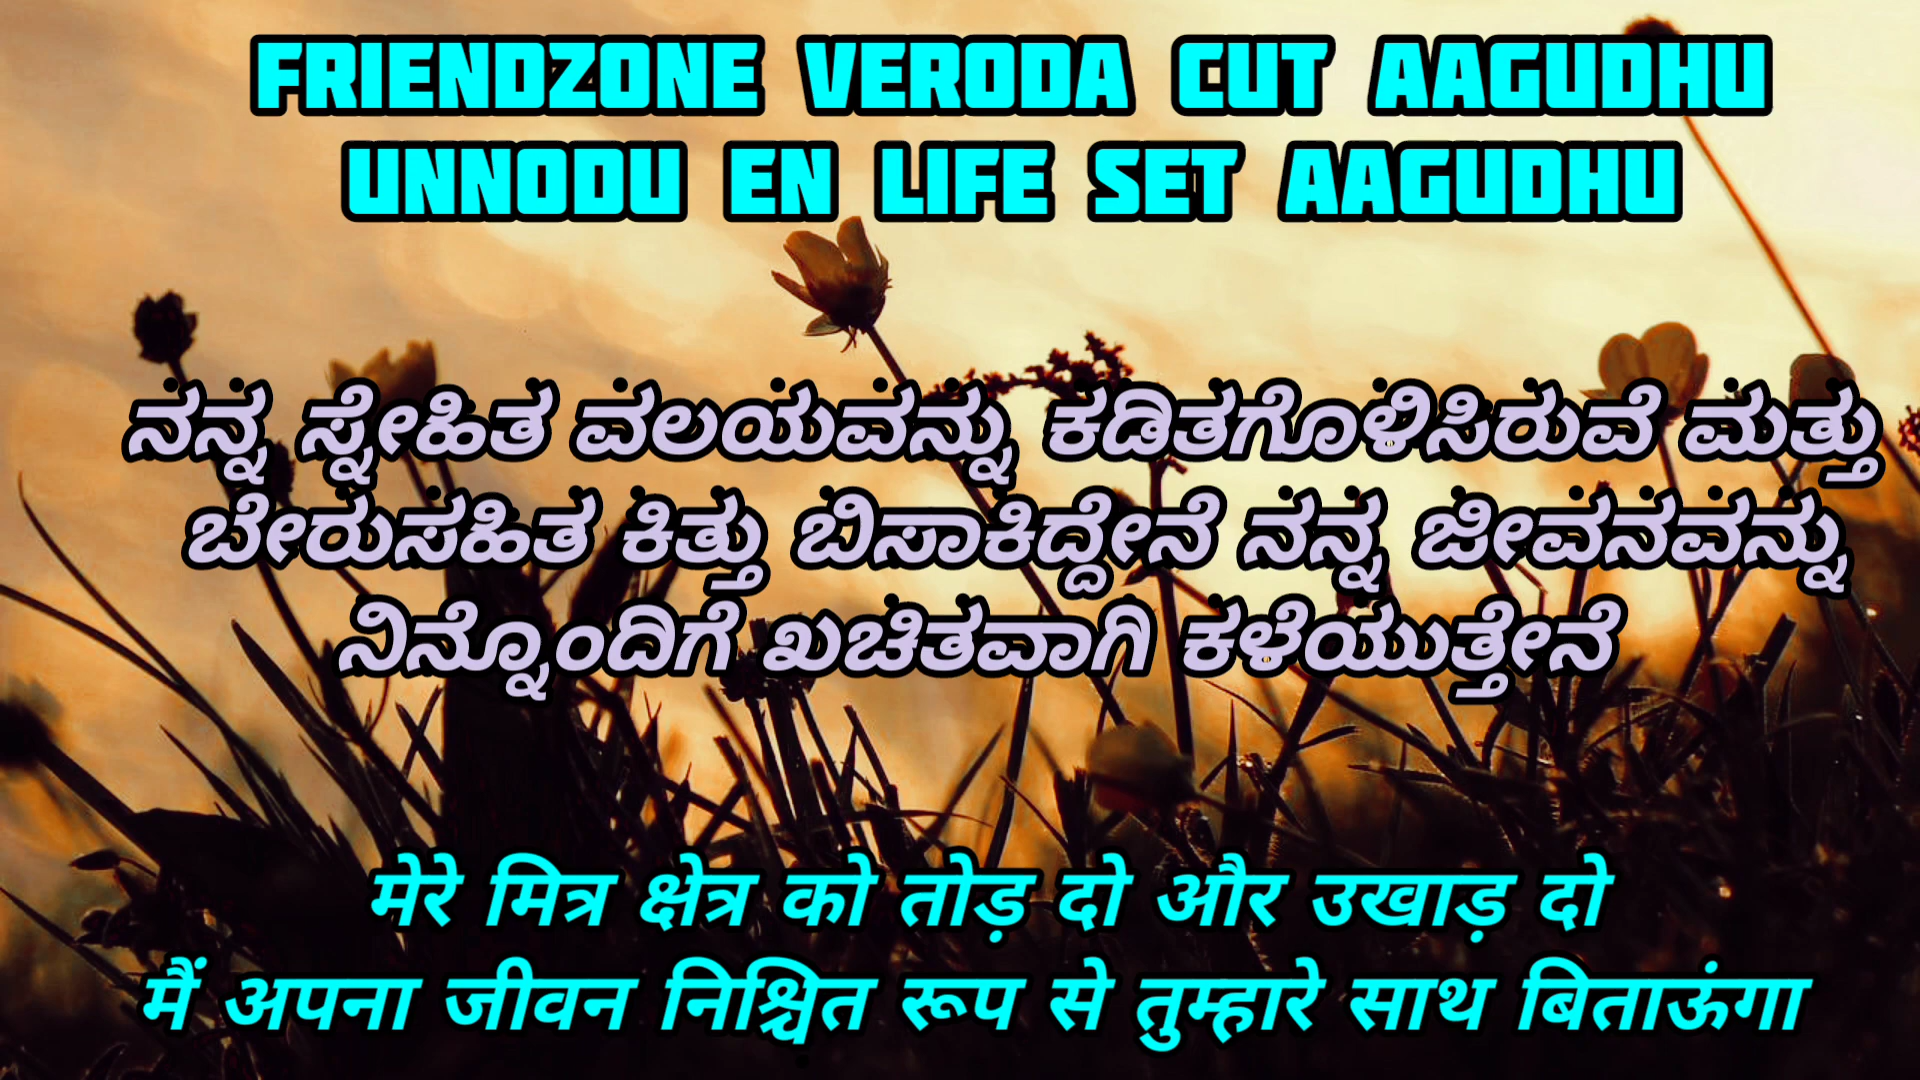 FRIENDZONE VERODA CUT AAGUDHU
UNNODU EN LIFE SET AAGUDHU
ನನ್ನ ಸ್ನೇಹಿತ ವಲಯವನ್ನು ಕಡಿತಗೊಳಿಸಿರುವೆ ಮತ್ತು
ಬೇರುಸಹಿತ ಕಿತ್ತು ಬಿಸಾಕಿದ್ದೇನೆ ನನ್ನ ಜೀವನವನ್ನು
ನಿನ್ನೊಂದಿಗೆ ಖಚಿತವಾಗಿ ಕಳೆಯುತ್ತೇನೆ
मेरे मित्र क्षेत्र को तोड़ दो और उखाड़ दो
मैं अपना जीवन निश्चित रूप से तुम्हारे साथ बिताऊंगा